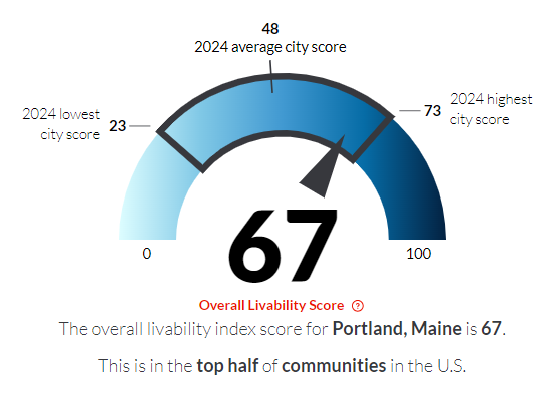 48
2024 average city score
2024 lowest
city score
23
73
2024 highest
city score
67
0
100
Overall Livability Score ?
The overall livability index score for Portland, Maine is 67.
This is in the top half of communities in the U.S.